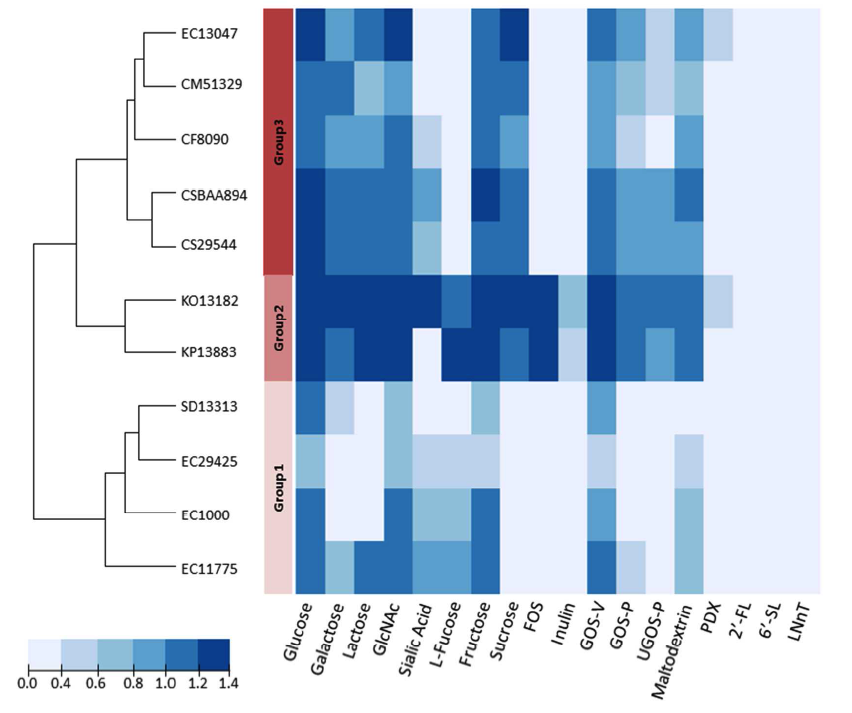 EC13047
CM51329
CF8090
CSBAA894
CS29544
KO13182
KP13883
SD13313
EC29425
EC1000
EC11775
Group3
Group2
Group1
Glucose
Galactose
Lactose
GlcNAc
Sialic Acid
L-Fucose
Fructose
Sucrose
FOS
Inulin
GOS-V
GOS-P
UGOS-P
Maltodextrin
PDX
2'-FL
6'-SL
LNnT
0.0 0.4 0.6 0.8 1.0 1.2 1.4